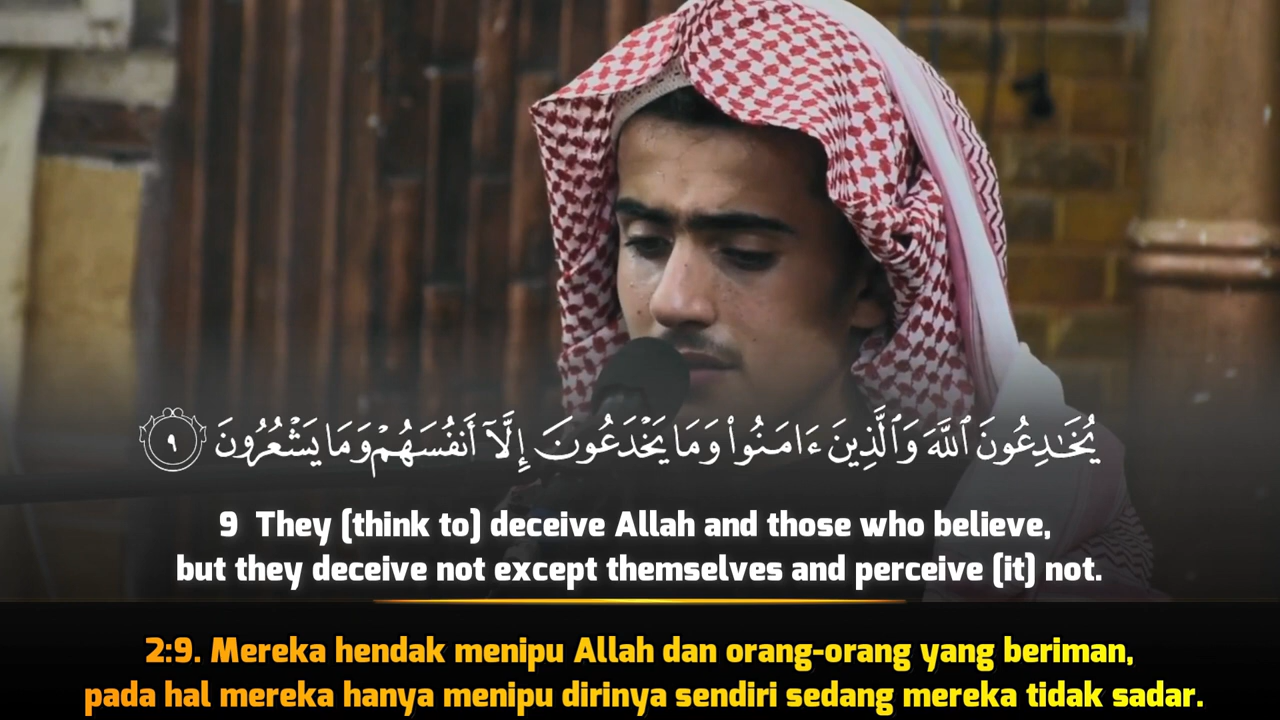 يُخَـٰدِعُونَ ٱللَّهَ وَٱلَّذِينَ ءَامَنُوا۟ وَمَا يَخْدَعُونَ إِلَّآ أَنفُسَهُمْ وَمَا يَشْعُرُونَ ٩
9 They (think to) deceive Allah and those who believe,
but they deceive not except themselves and perceive (it) not.
2:9. Mereka hendak menipu Allah dan orang-orang yang beriman,
pada hal mereka hanya menipu dirinya sendiri sedang mereka tidak sadar.